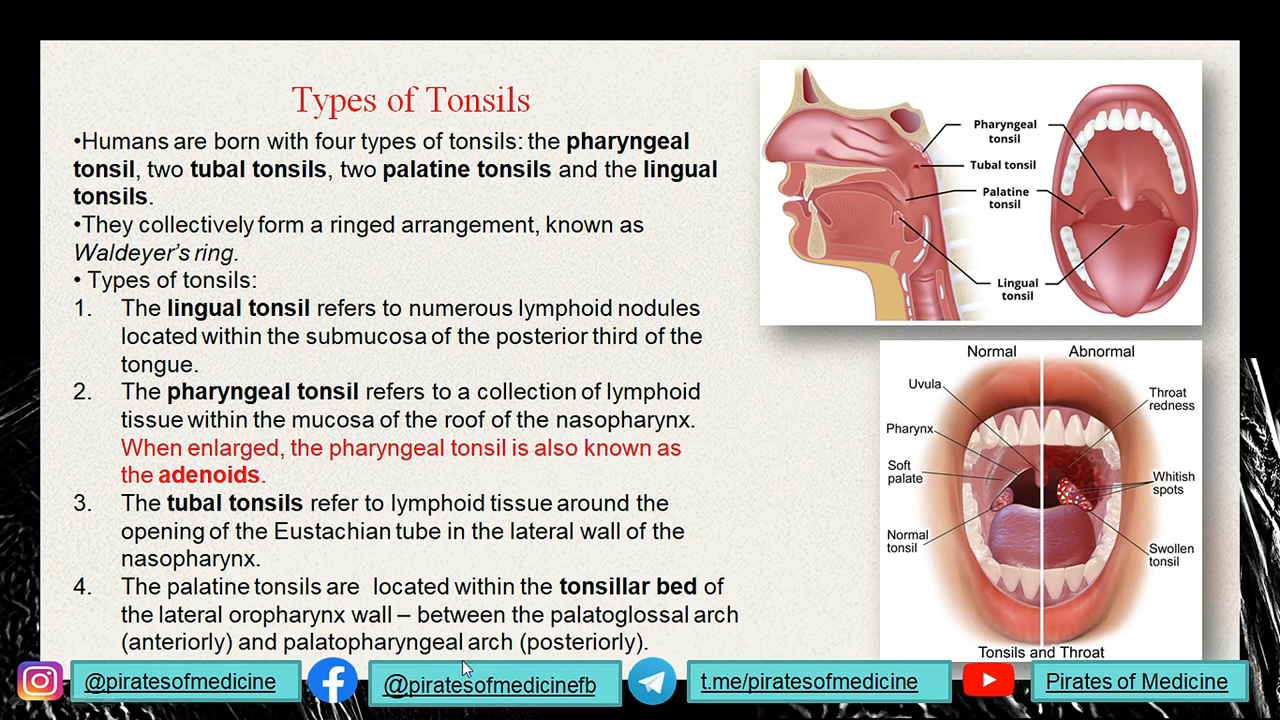 Types of Tonsils
•Humans are born with four types of tonsils: the pharyngeal
tonsil, two tubal tonsils, two palatine tonsils and the lingual
tonsils.
•They collectively form a ringed arrangement, known as
Waldeyer's ring.
• Types of tonsils:
1. The lingual tonsil refers to numerous lymphoid nodules
located within the submucosa of the posterior third of the
tongue.
2. The pharyngeal tonsil refers to a collection of lymphoid
tissue within the mucosa of the roof of the nasopharynx.
When enlarged, the pharyngeal tonsil is also known as
the adenoids.
3. The tubal tonsils refer to lymphoid tissue around the
opening of the Eustachian tube in the lateral wall of the
nasopharynx.
4. The palatine tonsils are located within the tonsillar bed of
the lateral oropharynx wall – between the palatoglossal arch
(anteriorly) and palatopharyngeal arch (posteriorly).
Pharyngeal
tonsil
Tubal tonsil
Palatine
tonsil
Lingual
tonsil
Normal
Abnormal
Uvula
Pharynx
Soft
palate
Normal
tonsil
Throat
redness
Whitish
spots
Swollen
tonsil
Tonsils and Throat
@piratesofmedicine
@piratesofmedicinefb
t.me/piratesofmedicine
Pirates of Medicine